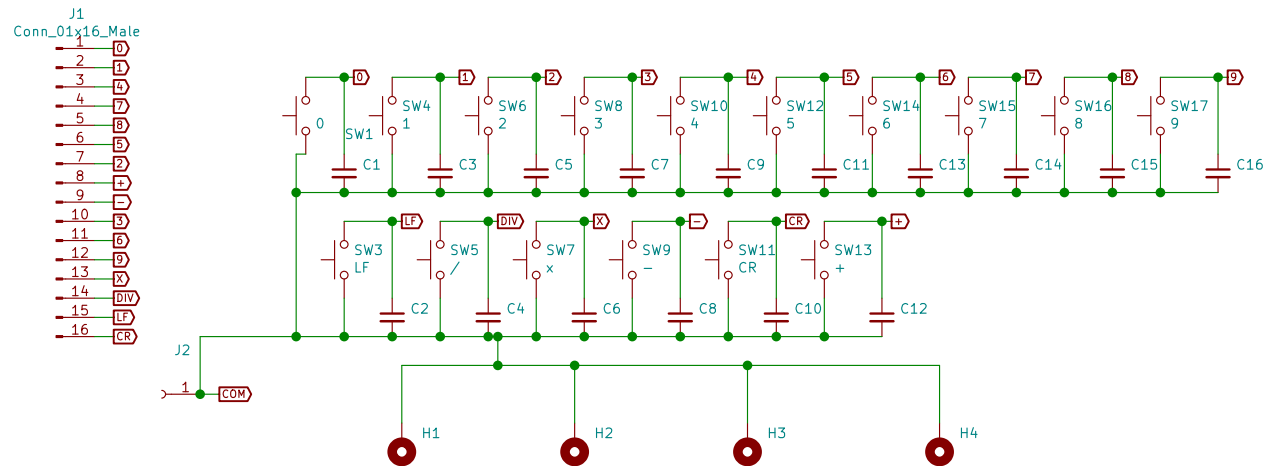 J1
Conn_01x16_Male
1 0
2 1
3 4
4 7
5 8
6 5
7 2
8 +
9 −
10 3
11 6
12 9
13 X
14 DIV
15 LF
16 CR
0 1 2 3 4 5 6 7 8 9
SW4 SW6 SW8 SW10 SW12 SW14 SW15 SW16 SW17
0 1 2 3 4 5 6 7 8 9
SW1
C1 C3 C5 C7 C9 C11 C13 C14 C15 C16
LF DIV X − CR +
SW3 SW5 SW7 SW9 SW11 SW13
LF / x − CR +
C2 C4 C6 C8 C10 C12
J2
1 COM
H1 H2 H3 H4